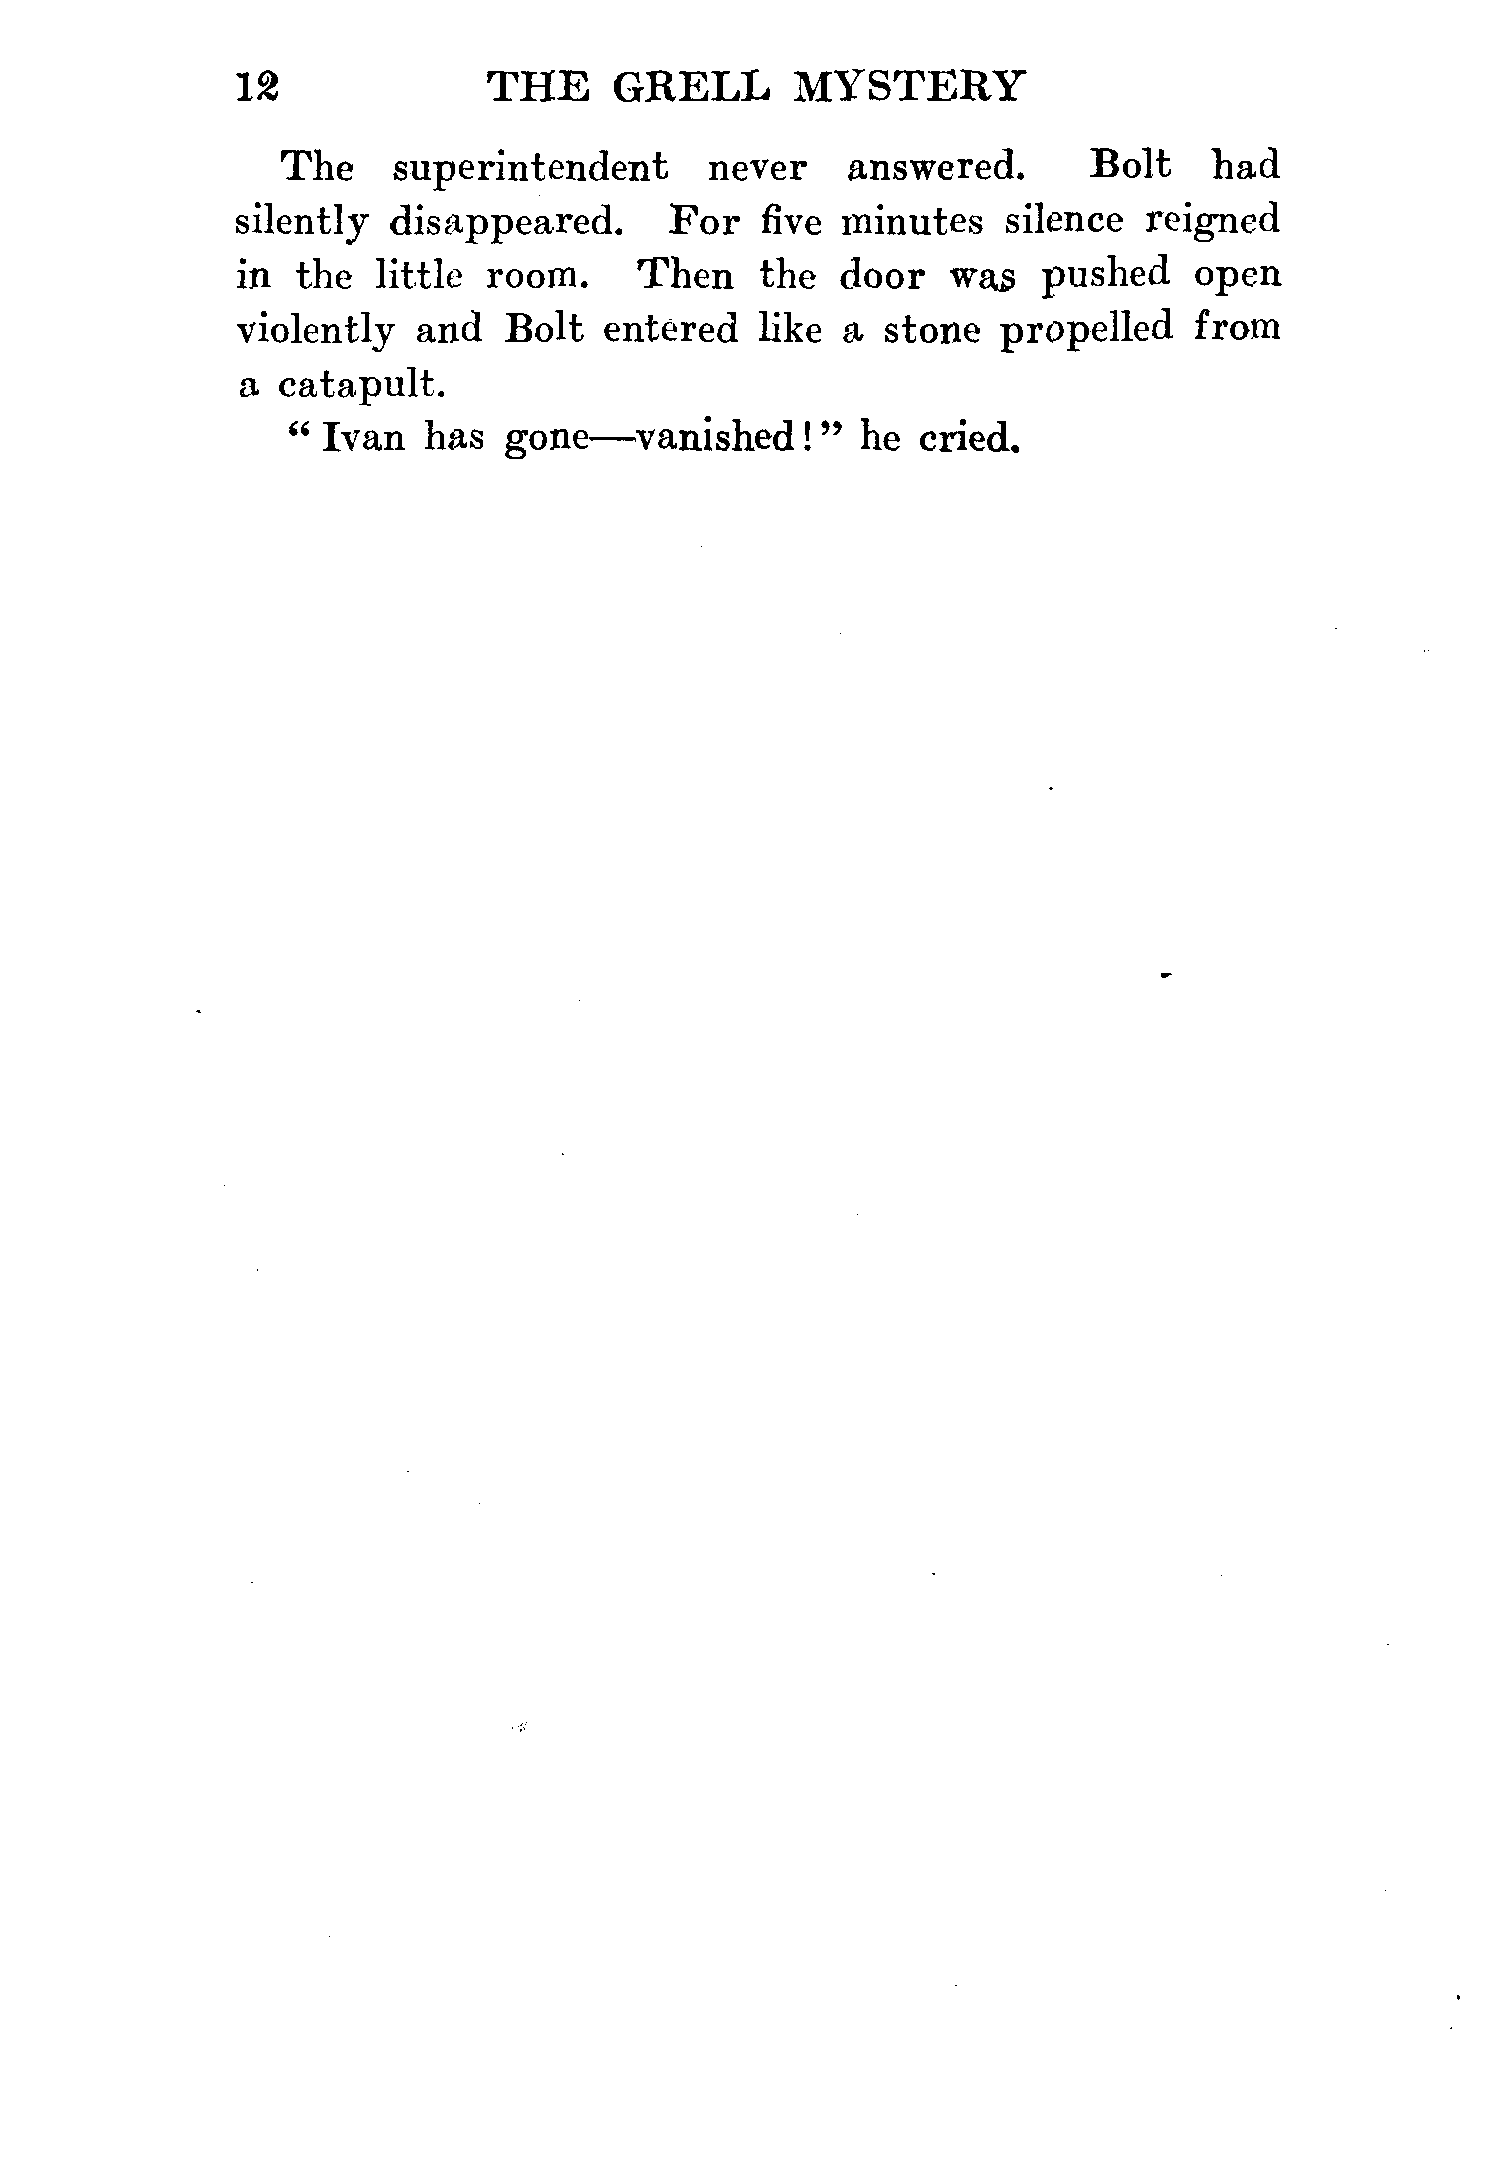 12 THE GRELL MYSTERY
The superintendent never answered. Bolt had
silently disappeared. For five minutes silence reigned
in the little room. Then the door was pushed open
violently and Bolt entered like a stone propelled from
a catapult.
“Ivan has gone—vanished!” he cried.